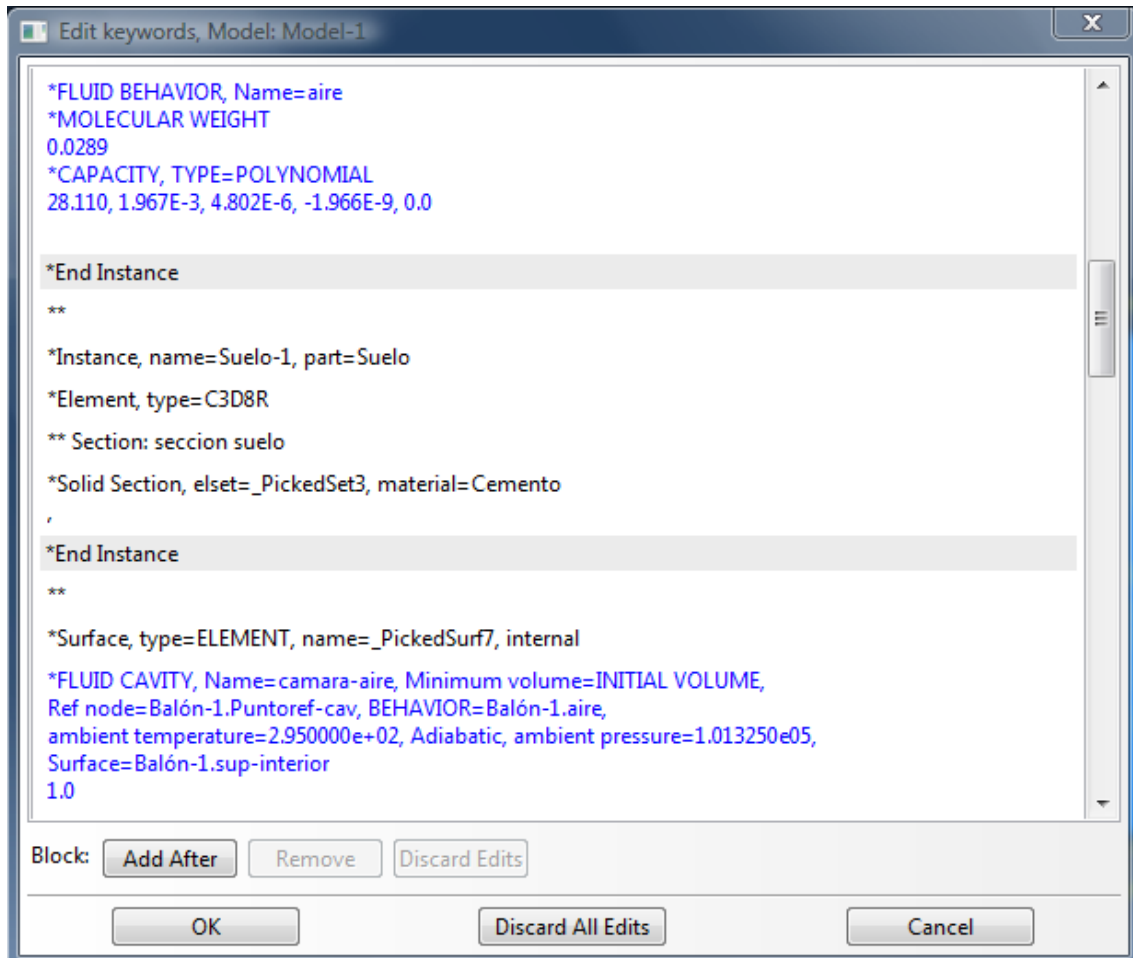 Edit keywords, Model: Model-1
X
*FLUID BEHAVIOR, Name=aire
*MOLECULAR WEIGHT
0.0289
*CAPACITY, TYPE=POLYNOMIAL
28.110, 1.967E-3, 4.802E-6, -1.966E-9, 0.0
*End Instance
**
*Instance, name=Suelo-1, part=Suelo
*Element, type=C3D8R
** Section: seccion suelo
*Solid Section, elset=_PickedSet3, material=Cemento
,
*End Instance
**
*Surface, type=ELEMENT, name=_PickedSurf7, internal
*FLUID CAVITY, Name=camara-aire, Minimum volume=INITIAL VOLUME,
Ref node=Balón-1.Puntoref-cav, BEHAVIOR=Balón-1.aire,
ambient temperature=2.950000e+02, Adiabatic, ambient pressure=1.013250e05,
Surface=Balón-1.sup-interior
1.0
Block: Add After Remove Discard Edits
OK Discard All Edits Cancel